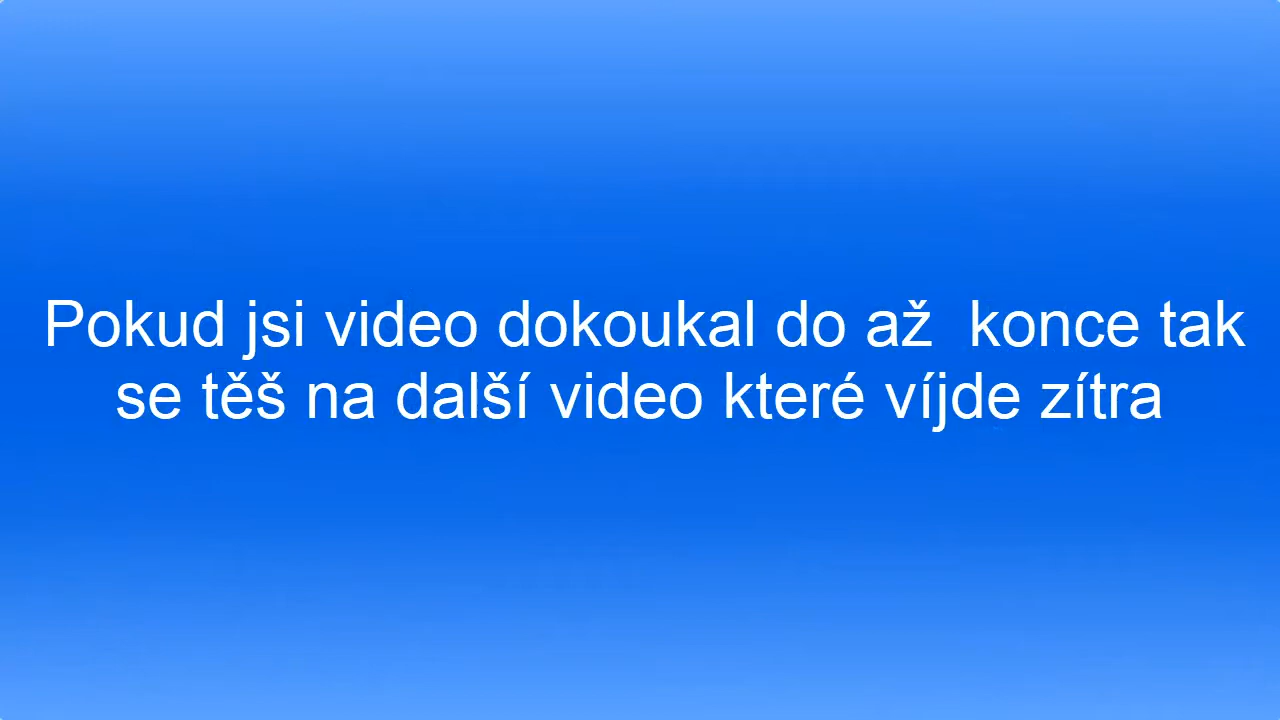 Pokud jsi video dokoukal do až  konce tak
se těš na další video které víjde zítra